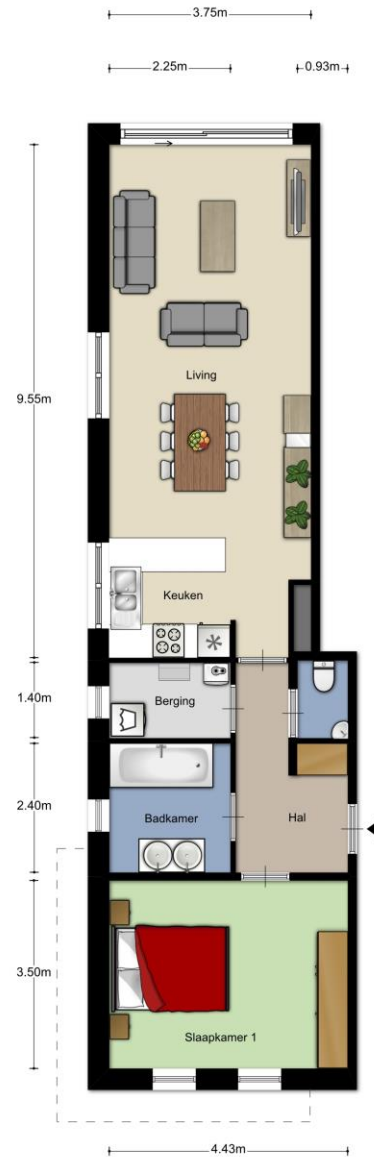 3.75m
2.25m
0.93m
9.55m
Living
Keuken
1.40m
Berging
2.40m
Badkamer
Hal
3.50m
Slaapkamer 1
4.43m